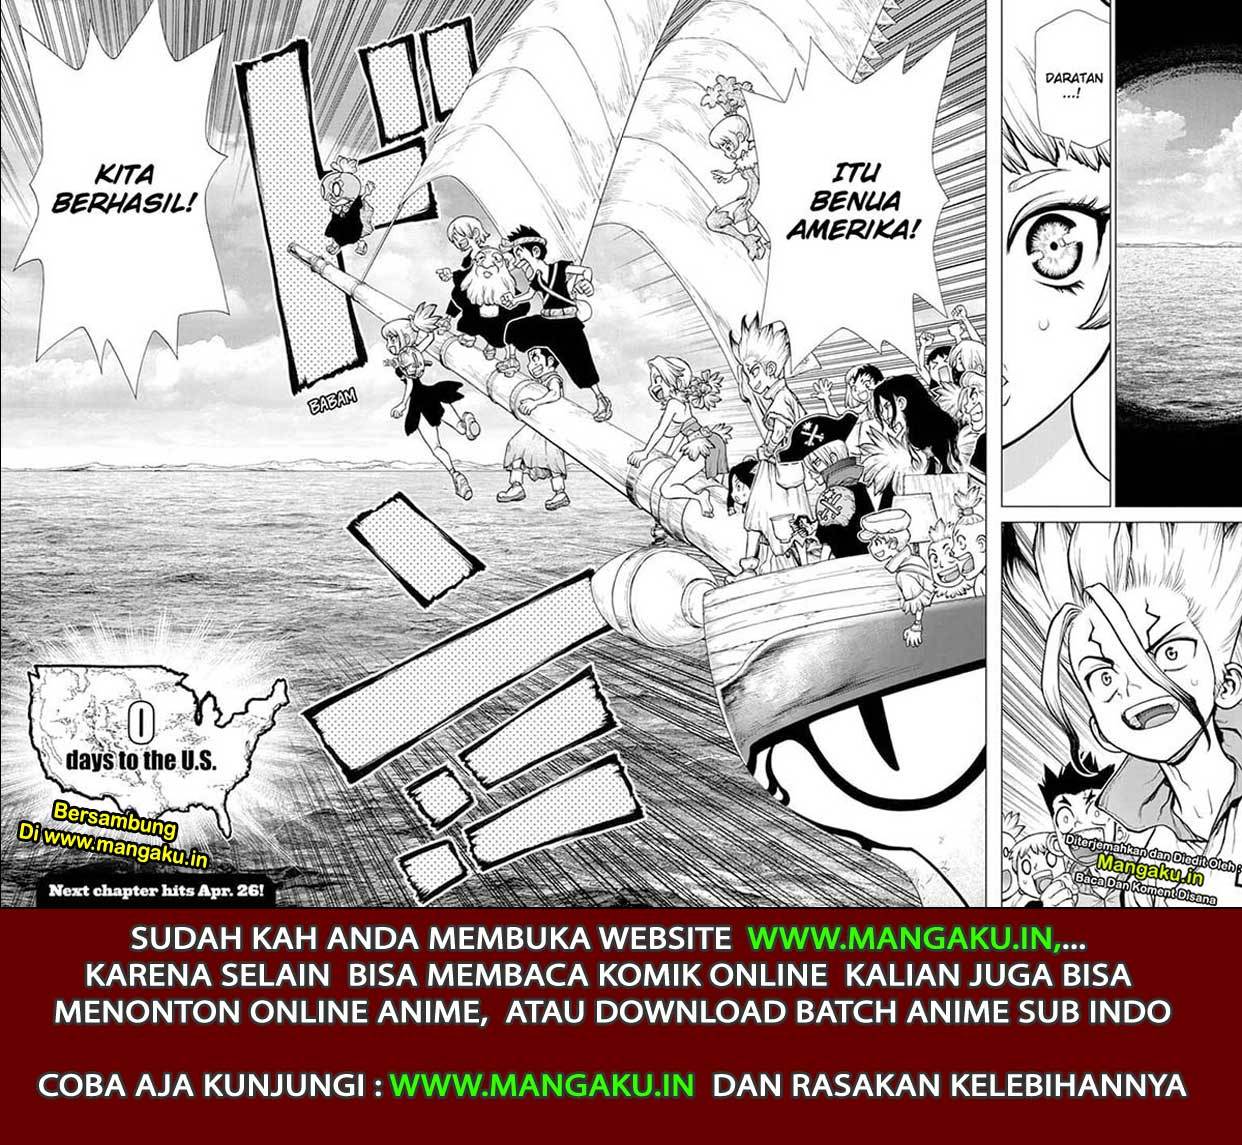 DARATAN
...!
ITU
BENUA
AMERIKA!
KITA
BERHASIL!
BABAM
ド
ン
!!
0
days to the U.S.
Bersambung
Di www.mangaku.in
Next chapter hits Apr. 26!
Diterjemahkan dan Diedit Oleh :
Mangaku.in
Baca Dan Koment Disana
SUDAH KAH ANDA MEMBUKA WEBSITE WWW.MANGAKU.IN,...
KARENA SELAIN BISA MEMBACA KOMIK ONLINE KALIAN JUGA BISA
MENONTON ONLINE ANIME, ATAU DOWNLOAD BATCH ANIME SUB INDO
COBA AJA KUNJUNGI : WWW.MANGAKU.IN DAN RASAKAN KELEBIHANNYA